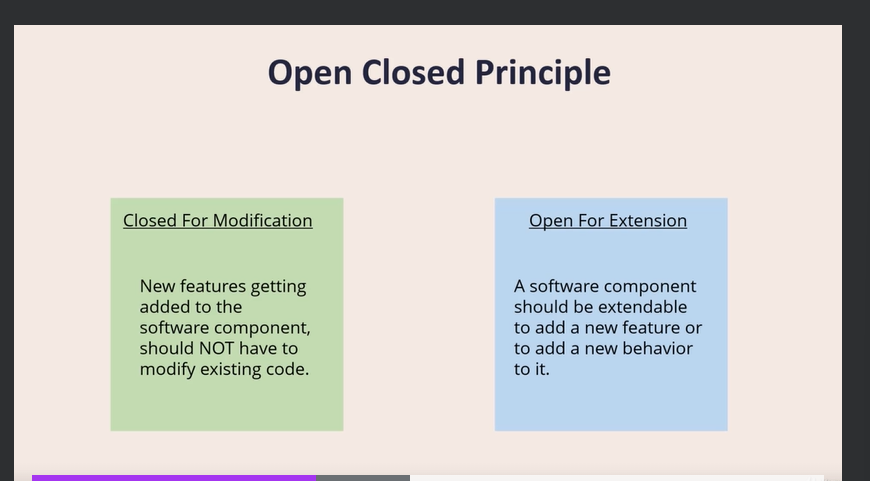 Open Closed Principle
Closed For Modification
New features getting
added to the
software component,
should NOT have to
modify existing code.
Open For Extension
A software component
should be extendable
to add a new feature or
to add a new behavior
to it.